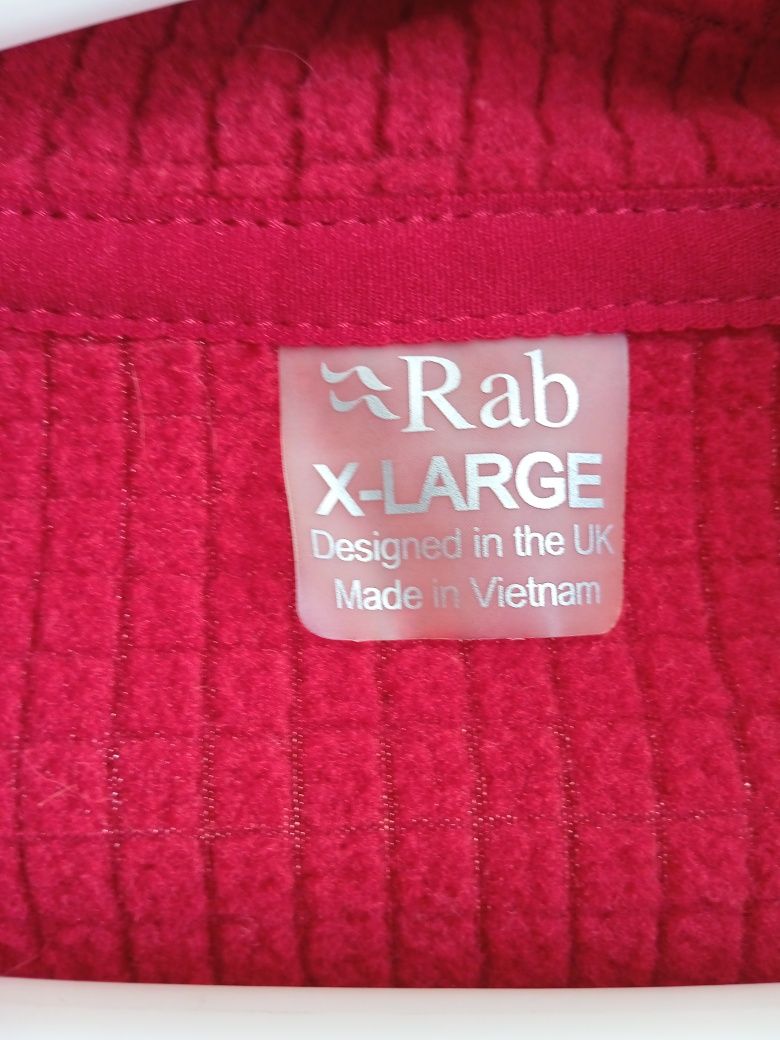 Rab
X-LARGE
Designed in the UK
Made in Vietnam